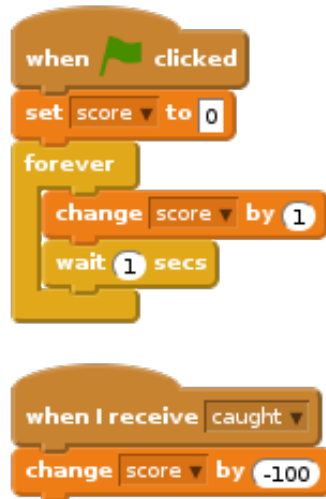 when clicked
set score to 0
forever
change score by 1
wait 1 secs
when I receive caught
change score by -100